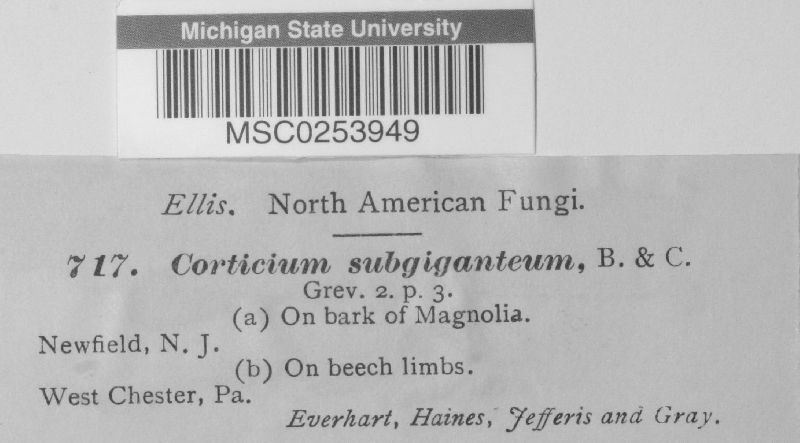 Michigan State University
MSC0253949
Ellis. North American Fungi.
717. Corticium subgiganteum, B. & C.
Grev. 2. p. 3.
(a) On bark of Magnolia.
Newfield, N. J.
(b) On beech limbs.
West Chester, Pa.
Everhart, Haines, Jefferis and Gray.